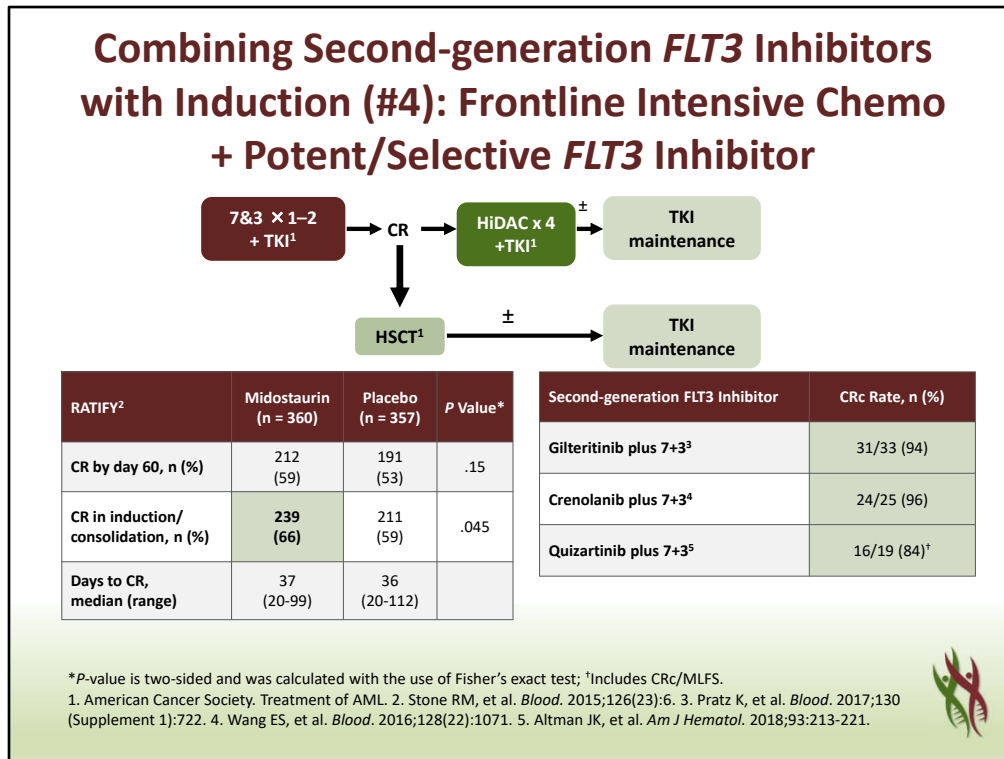 Combining Second-generation FLT3 Inhibitors
with Induction (#4): Frontline Intensive Chemo
+ Potent/Selective FLT3 Inhibitor
7&3 × 1–2
+ TKI¹
CR
HiDAC x 4
+TKI¹
±
TKI
maintenance
HSCT¹
±
TKI
maintenance
RATIFY²
Midostaurin
(n = 360)
Placebo
(n = 357)
P Value*
CR by day 60, n (%)
212
(59)
191
(53)
.15
CR in induction/
consolidation, n (%)
239
(66)
211
(59)
.045
Days to CR,
median (range)
37
(20-99)
36
(20-112)
Second-generation FLT3 Inhibitor
CRc Rate, n (%)
Gilteritinib plus 7+3³
31/33 (94)
Crenolanib plus 7+3⁴
24/25 (96)
Quizartinib plus 7+3⁵
16/19 (84)†
*P-value is two-sided and was calculated with the use of Fisher’s exact test; †Includes CRc/MLFS.
1. American Cancer Society. Treatment of AML. 2. Stone RM, et al. Blood. 2015;126(23):6. 3. Pratz K, et al. Blood. 2017;130
(Supplement 1):722. 4. Wang ES, et al. Blood. 2016;128(22):1071. 5. Altman JK, et al. Am J Hematol. 2018;93:213-221.